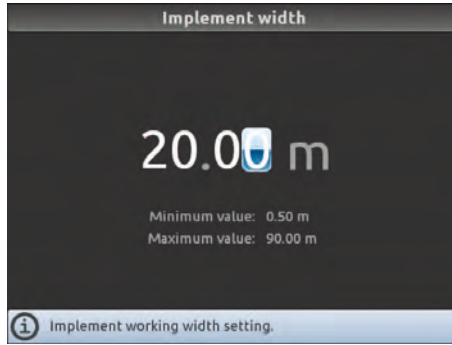 Implement width
20.00 m
Minimum value: 0.50 m
Maximum value: 90.00 m
Implement working width setting.